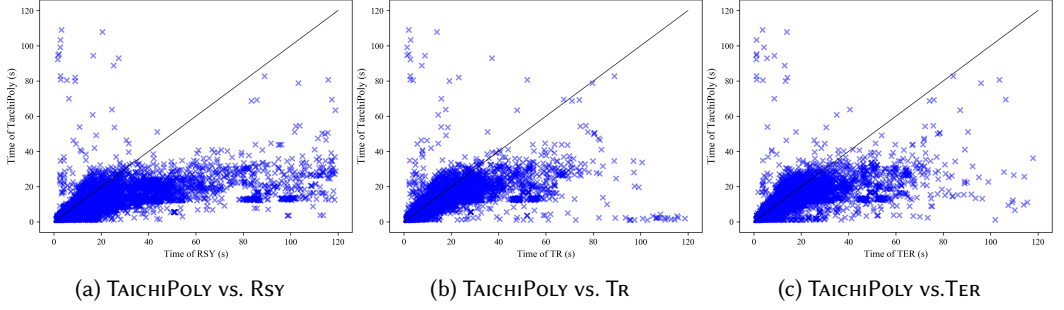 120
100
80
60
40
20
0
Time of TarchiPoly (s)
0 20 40 60 80 100 120
Time of RSY (s)
(a) TAICHIPOLY vs. RSY
120
100
80
60
40
20
0
Time of TarchiPoly (s)
0 20 40 60 80 100 120
Time of TR (s)
(b) TAICHIPOLY vs. TR
120
100
80
60
40
20
0
Time of TarchiPoly (s)
0 20 40 60 80 100 120
Time of TER (s)
(c) TAICHIPOLY vs.TER